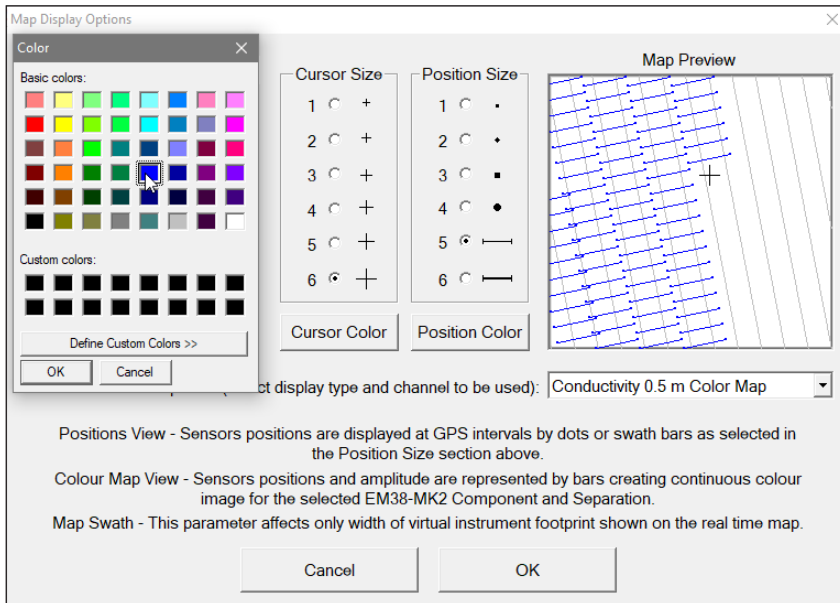 Map Display Options
Color
Basic colors:
Custom colors:
Define Custom Colors >>
OK
Cancel
Cursor Size
1
2
3
4
5
6
Cursor Color
Position Size
1
2
3
4
5
6
Position Color
Map Preview
ct display type and channel to be used):
Conductivity 0.5 m Color Map
Positions View - Sensors positions are displayed at GPS intervals by dots or swath bars as selected in
the Position Size section above.
Colour Map View - Sensors positions and amplitude are represented by bars creating continuous colour
image for the selected EM38-MK2 Component and Separation.
Map Swath - This parameter affects only width of virtual instrument footprint shown on the real time map.
Cancel
OK